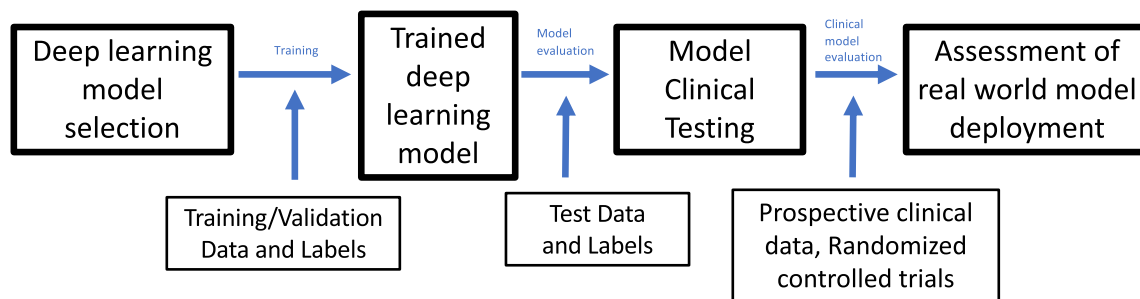 Deep learning
model
selection
Training
Trained
deep
learning
model
Model
evaluation
Model
Clinical
Testing
Clinical
model
evaluation
Assessment of
real world model
deployment
Training/Validation
Data and Labels
Test Data
and Labels
Prospective clinical
data, Randomized
controlled trials